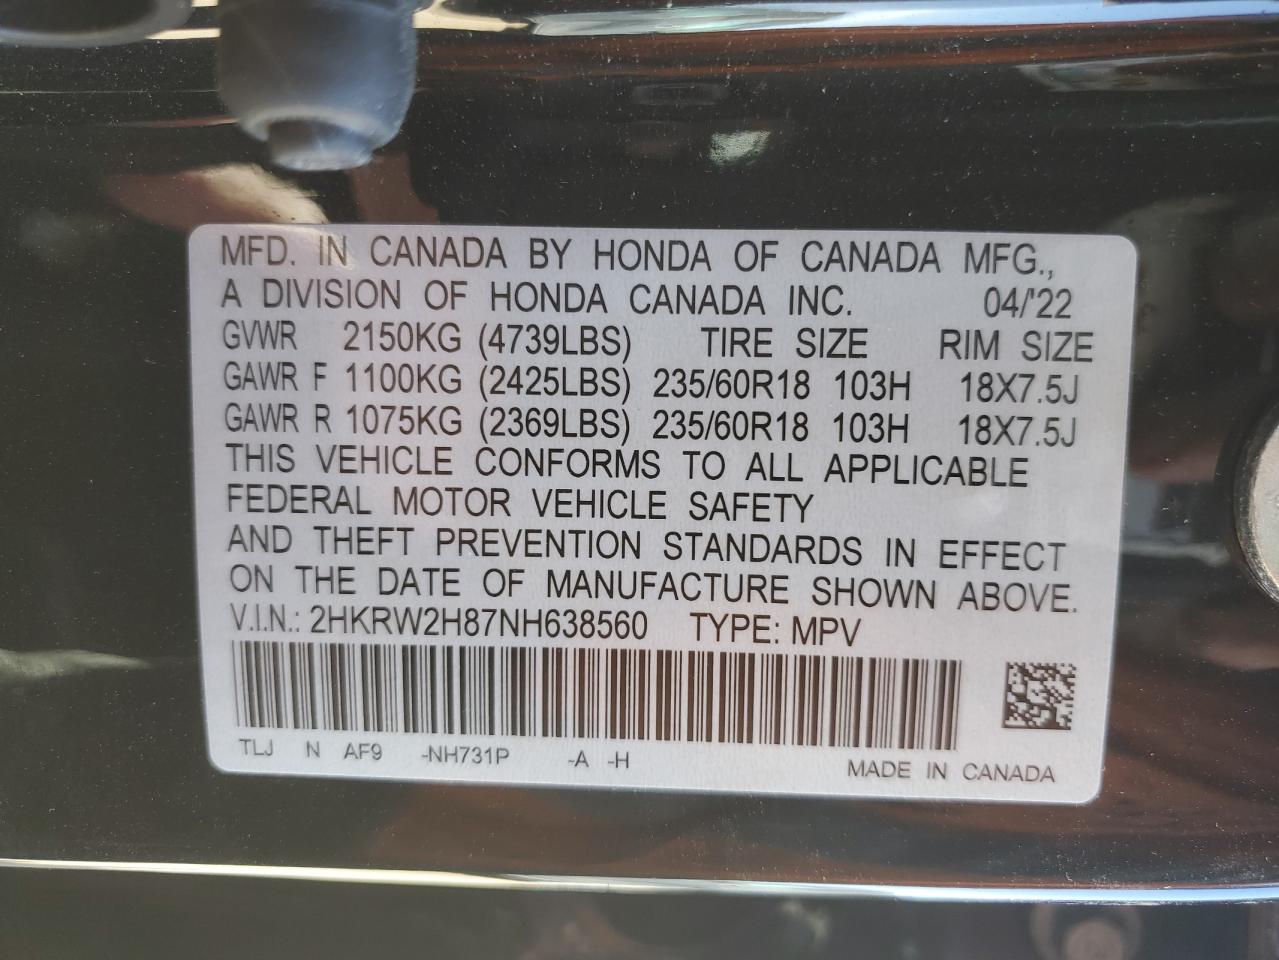 MFD. IN CANADA BY HONDA OF CANADA MFG.,
A DIVISION OF HONDA CANADA INC. 04/'22
GVWR 2150KG (4739LBS) TIRE SIZE RIM SIZE
GAWR F 1100KG (2425LBS) 235/60R18 103H 18X7.5J
GAWR R 1075KG (2369LBS) 235/60R18 103H 18X7.5J
THIS VEHICLE CONFORMS TO ALL APPLICABLE
FEDERAL MOTOR VEHICLE SAFETY
AND THEFT PREVENTION STANDARDS IN EFFECT
ON THE DATE OF MANUFACTURE SHOWN ABOVE.
V.I.N.: 2HKRW2H87NH638560 TYPE: MPV
TLJ N AF9 -NH731P -A -H
MADE IN CANADA